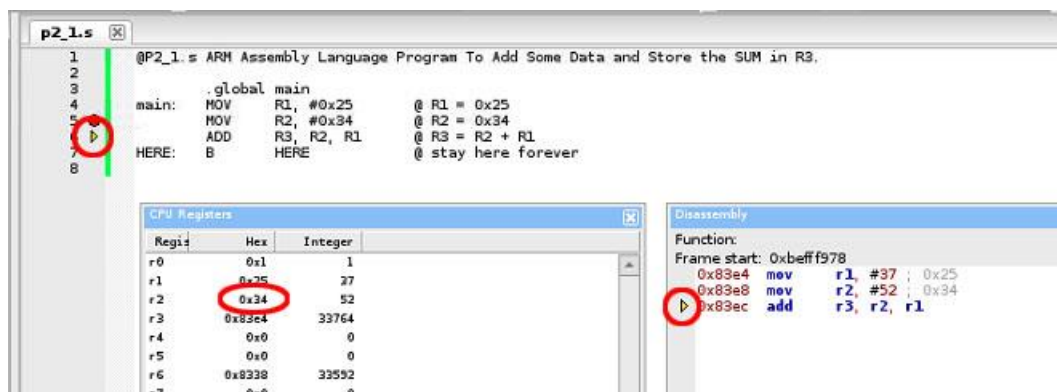 p2_1.s
1 @P2_1.s ARM Assembly Language Program To Add Some Data and Store the SUM in R3.
2
3 .global main
4 main: MOV R1, #0x25 @ R1 = 0x25
5 MOV R2, #0x34 @ R2 = 0x34
ADD R3, R2, R1 @ R3 = R2 + R1
7 HERE: B HERE @ stay here forever
8
CPU Registers
Regis Hex Integer
r0 0x1 1
r1 0x25 37
r2 0x34 52
r3 0x83e4 33764
r4 0x0 0
r5 0x0 0
r6 0x8338 33592
Disassembly
Function:
Frame start: 0xbefff978
0x83e4 mov r1, #37 ; 0x25
0x83e8 mov r2, #52 ; 0x34
0x83ec add r3, r2, r1